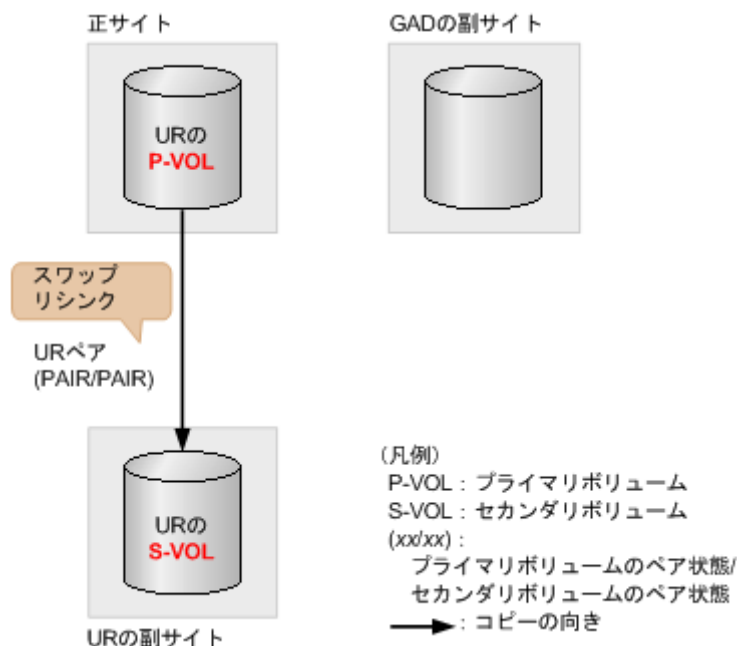 正サイト
GADの副サイト
URの
P-VOL
スワップ
リシンク
URペア
(PAIR/PAIR)
URの
S-VOL
URの副サイト
(凡例)
P-VOL：プライマリボリューム
S-VOL：セカンダリボリューム
(xx/xx)：
プライマリボリュームのペア状態/
セカンダリボリュームのペア状態
：コピーの向き